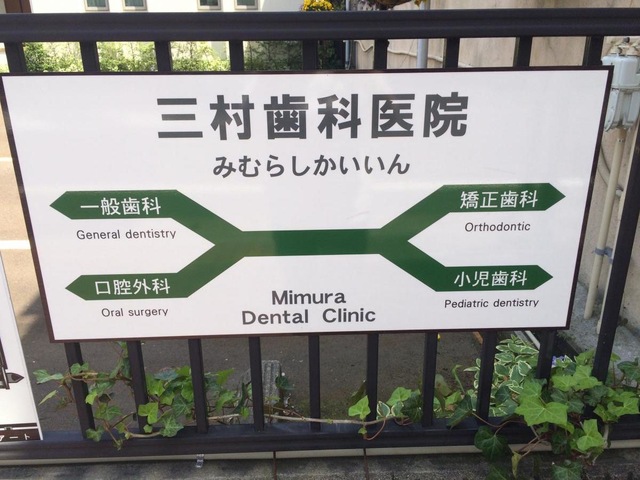 三村歯科医院
みむらしかいいん
一般歯科
General dentistry
矯正歯科
Orthodontic
口腔外科
Oral surgery
小児歯科
Pediatric dentistry
Mimura
Dental Clinic